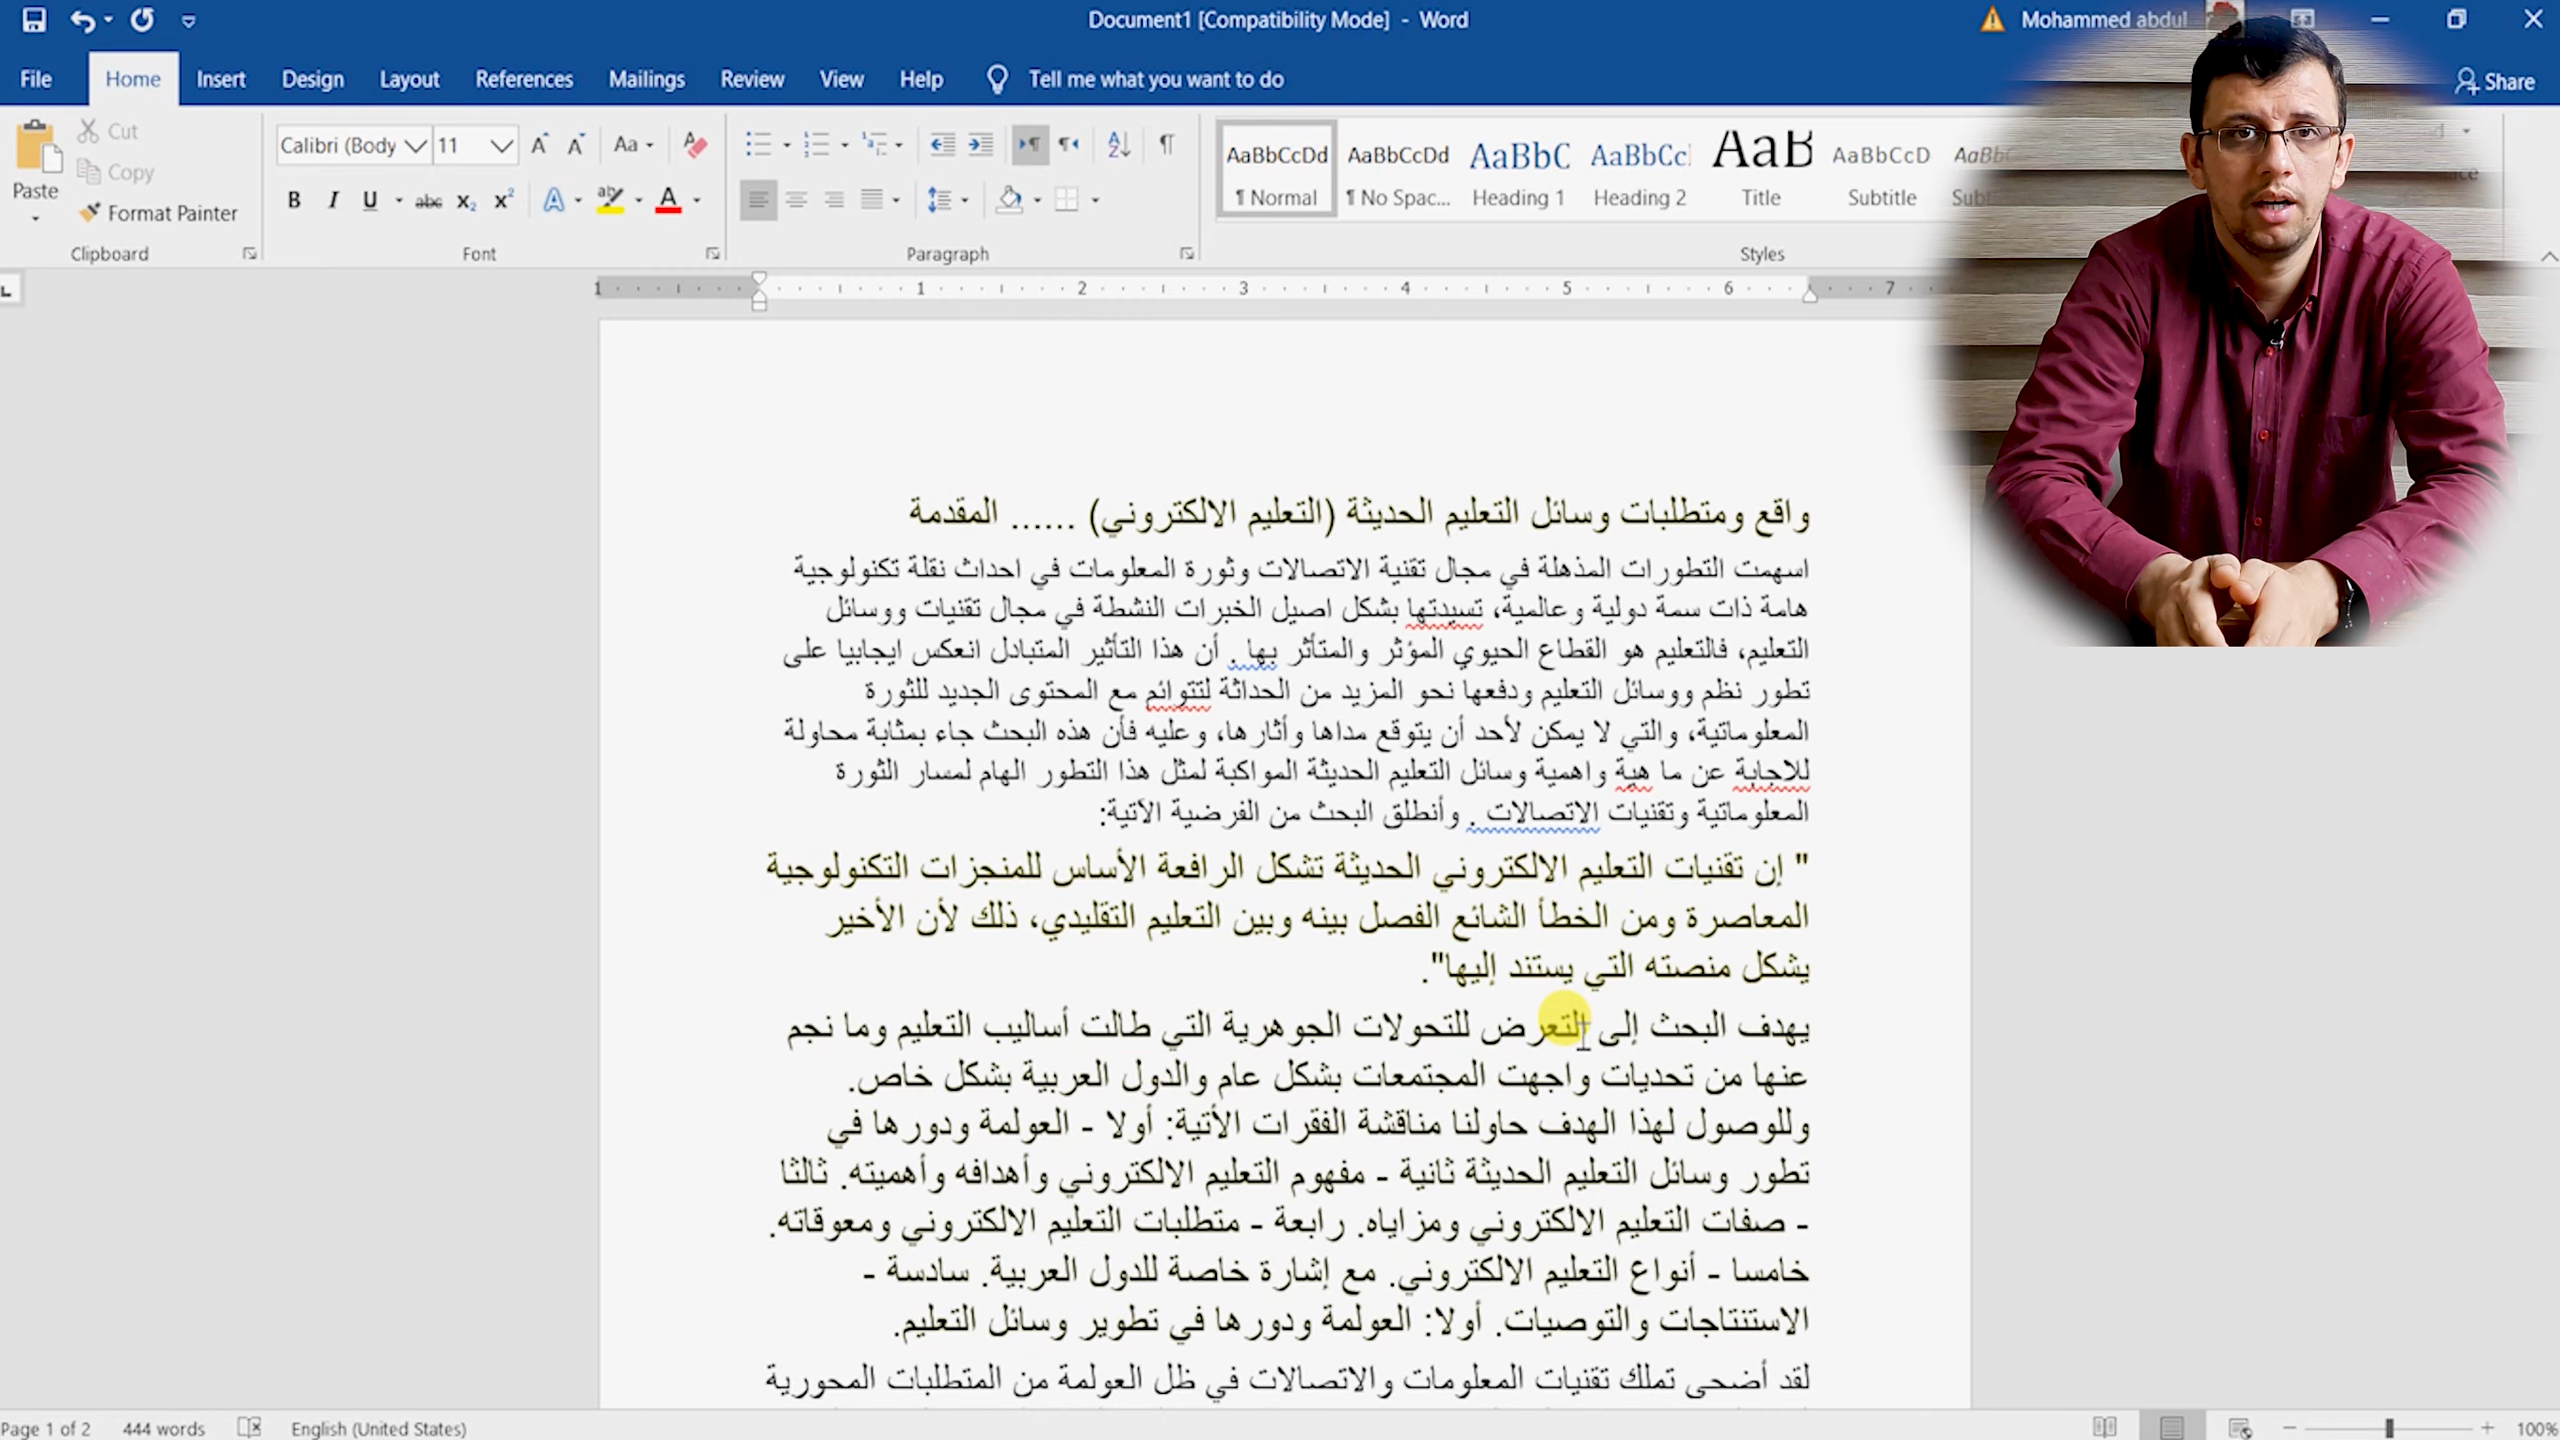 Document1 [Compatibility Mode] - Word
Mohammed abdul
File Home Insert Design Layout References Mailings Review View Help Tell me what you want to do Share
Paste
Cut
Copy
Format Painter
Clipboard
Calibri (Body 11
Font
Paragraph
AaBbCcDd AaBbCcDd AaBbC AaBbCc AaB AaBbCcD AaBb
¶ Normal ¶ No Spac... Heading 1 Heading 2 Title Subtitle
Styles
1 1 2 3 4 5 6 7
واقع ومتطلبات وسائل التعليم الحديثة (التعليم الالكتروني) ...... المقدمة
اسهمت التطورات المذهلة في مجال تقنية الاتصالات وثورة المعلومات في احداث نقلة تكنولوجية
هامة ذات سمة دولية وعالمية، تسيدتها بشكل اصيل الخبرات النشطة في مجال تقنيات ووسائل
التعليم، فالتعليم هو القطاع الحيوي المؤثر والمتأثر بها . أن هذا التأثير المتبادل انعكس ايجابيا على
تطور نظم ووسائل التعليم ودفعها نحو المزيد من الحداثة لتتوائم مع المحتوى الجديد للثورة
المعلوماتية، والتي لا يمكن لأحد أن يتوقع مداها وأثارها، وعليه فأن هذه البحث جاء بمثابة محاولة
للاجابة عن ما هية واهمية وسائل التعليم الحديثة المواكبة لمثل هذا التطور الهام لمسار الثورة
المعلوماتية وتقنيات الاتصالات . وأنطلق البحث من الفرضية الآتية:
" إن تقنيات التعليم الالكتروني الحديثة تشكل الرافعة الأساس للمنجزات التكنولوجية
المعاصرة ومن الخطأ الشائع الفصل بينه وبين التعليم التقليدي، ذلك لأن الأخير
يشكل منصته التي يستند إليها".
يهدف البحث إلى التعرض للتحولات الجوهرية التي طالت أساليب التعليم وما نجم
عنها من تحديات واجهت المجتمعات بشكل عام والدول العربية بشكل خاص.
وللوصول لهذا الهدف حاولنا مناقشة الفقرات الأتية: أولا - العولمة ودورها في
تطور وسائل التعليم الحديثة ثانية - مفهوم التعليم الالكتروني وأهدافه وأهميته. ثالثا
- صفات التعليم الالكتروني ومزاياه. رابعة - متطلبات التعليم الالكتروني ومعوقاته.
خامسا - أنواع التعليم الالكتروني. مع إشارة خاصة للدول العربية. سادسة -
الاستنتاجات والتوصيات. أولا: العولمة ودورها في تطوير وسائل التعليم.
لقد أضحى تملك تقنيات المعلومات والاتصالات في ظل العولمة من المتطلبات المحورية
Page 1 of 2 444 words English (United States) 100%